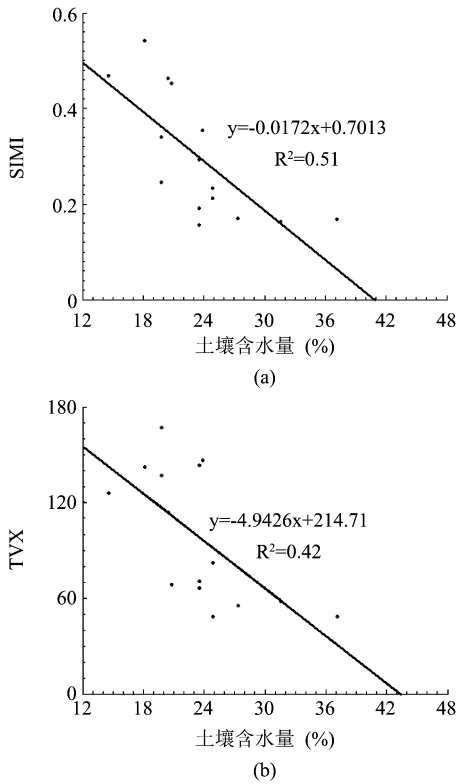 0.6
0.4
0.2
0
SIMI
y=-0.0172x+0.7013
R²=0.51
12 18 24 30 36 42 48
土壤含水量 (%)
(a)
180
120
60
0
TVX
y=-4.9426x+214.71
R²=0.42
12 18 24 30 36 42 48
土壤含水量 (%)
(b)